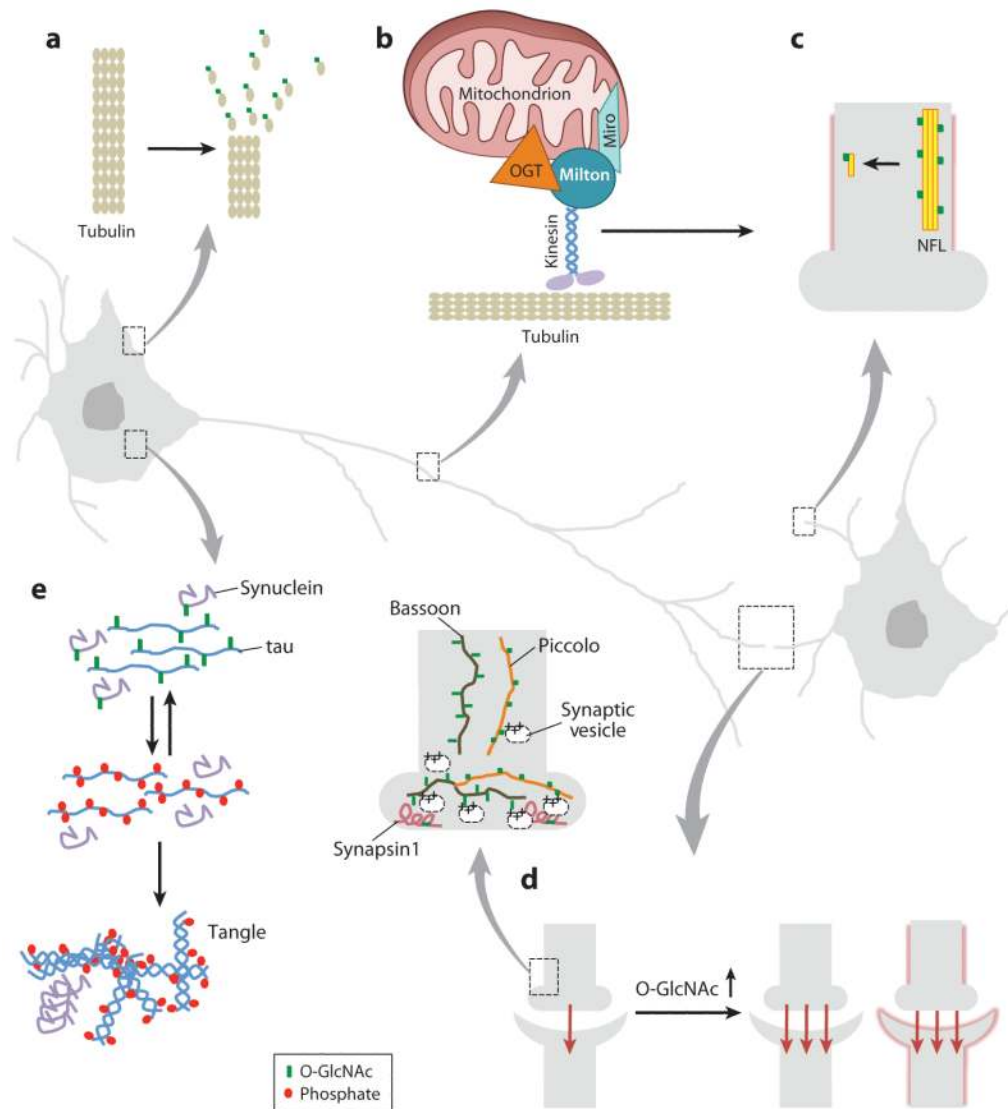 a
Tubulin
b
Mitochondrion
Miro
OGT
Milton
Kinesin
Tubulin
c
NFL
e
Synuclein
tau
Tangle
Bassoon
Piccolo
Synaptic
vesicle
Synapsin1
d
O-GlcNAc
O-GlcNAc
Phosphate